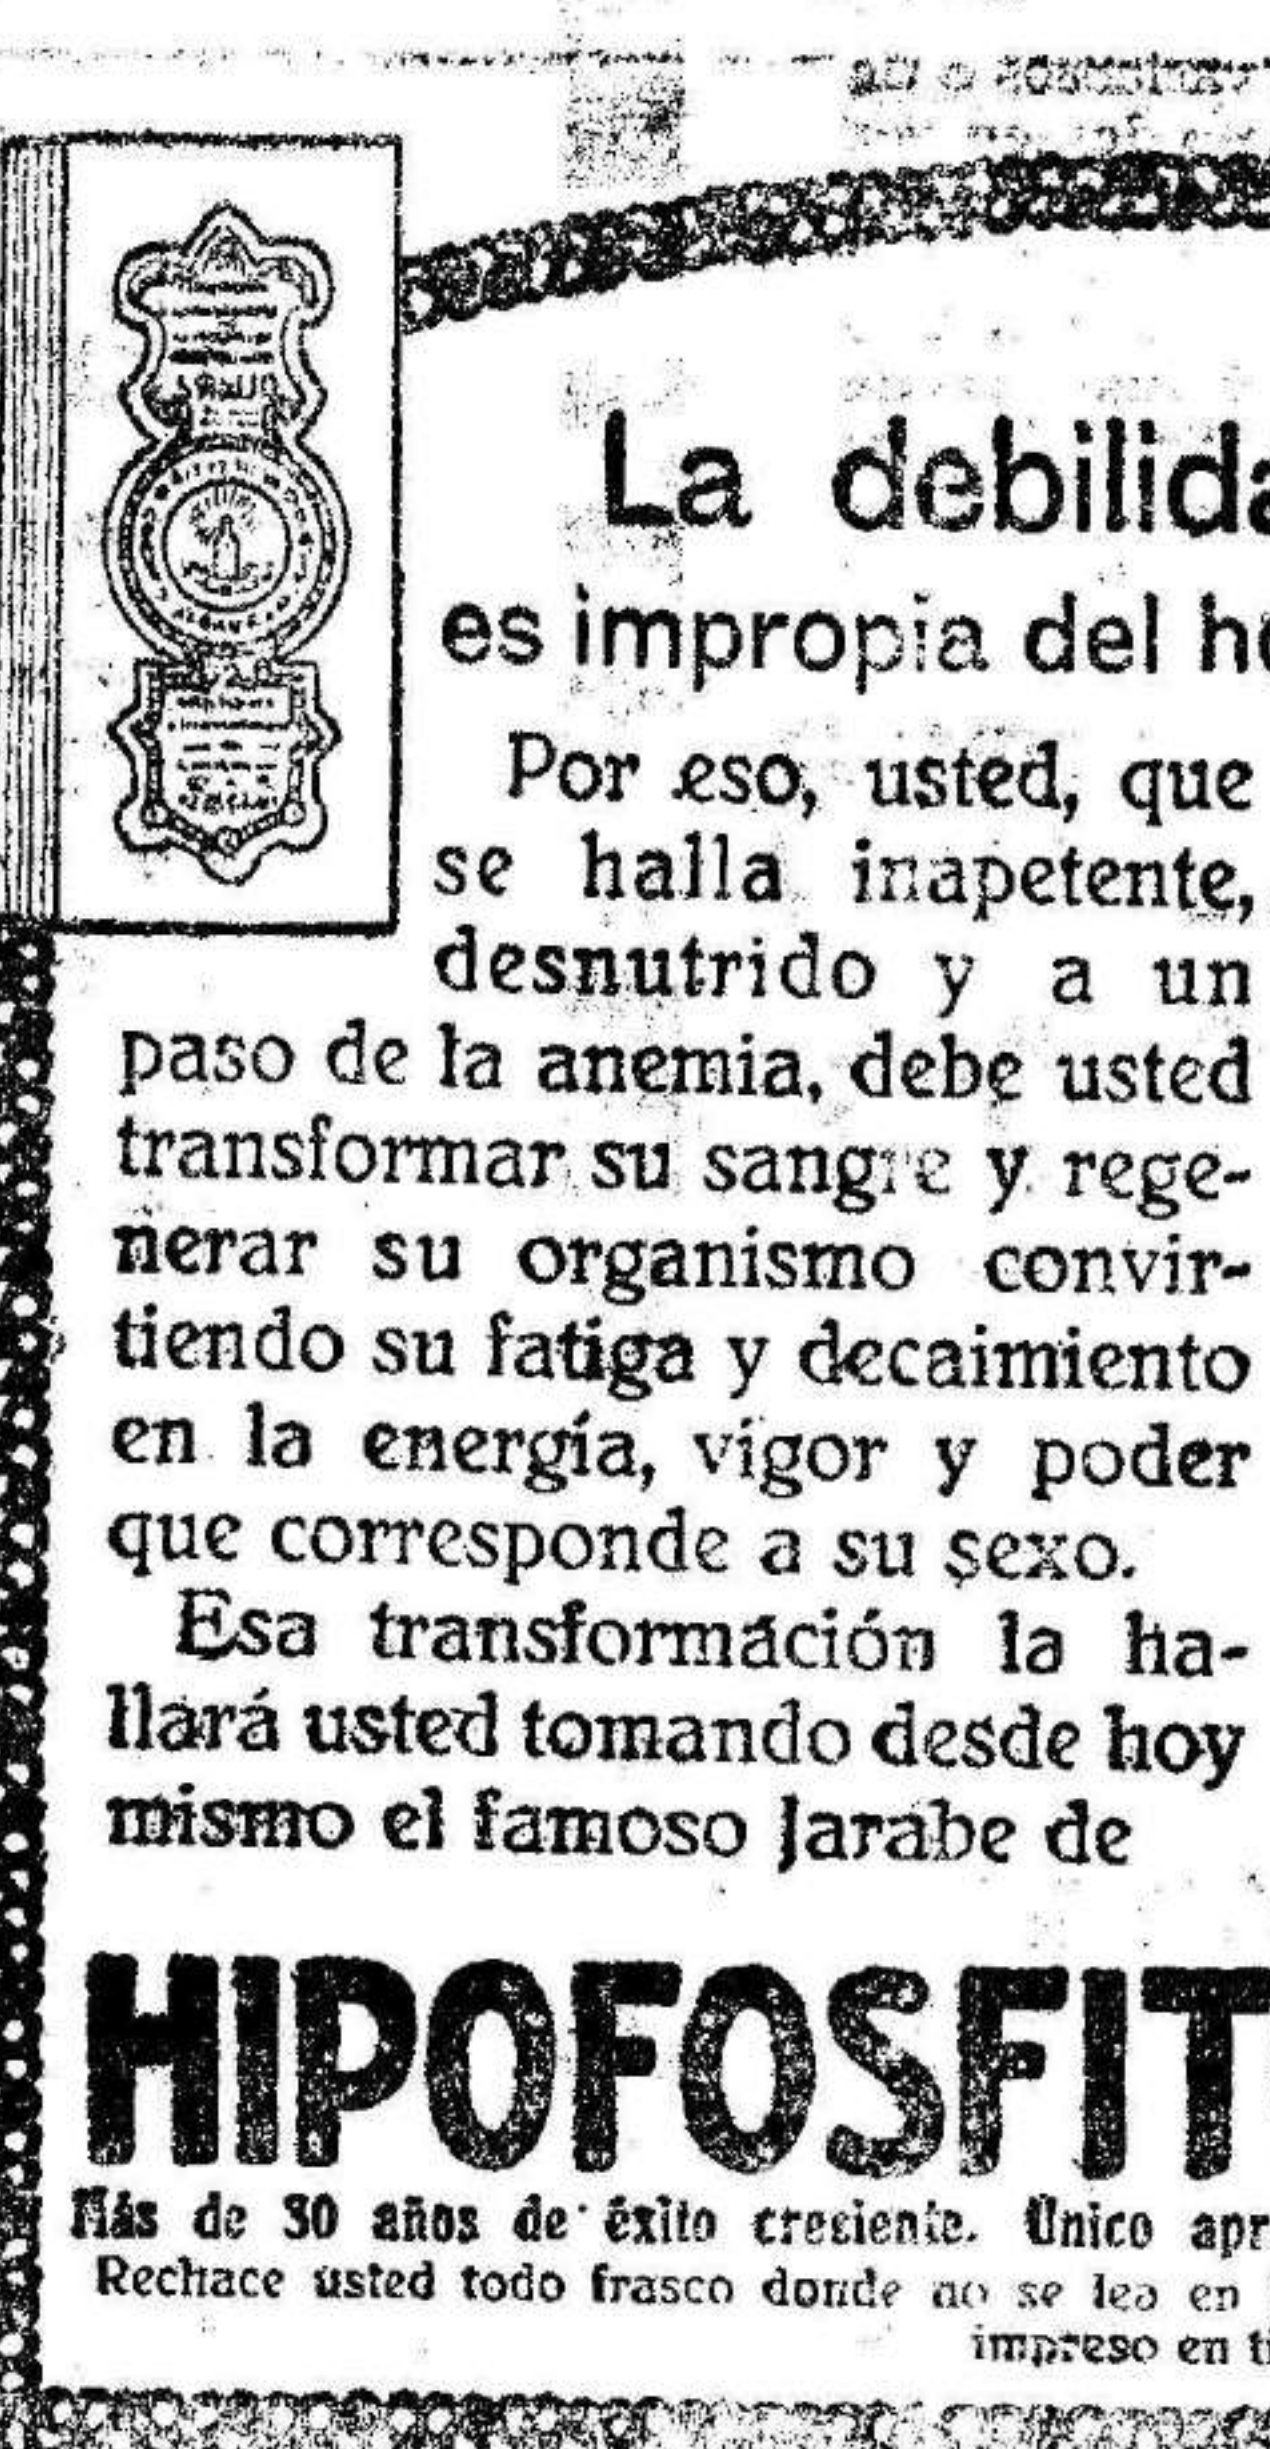 La debilida
es impropia del ho
Por eso, usted, que
se halla inapetente,
desnutrido y a un
paso de la anemia, debe usted
transformar su sangre y rege-
nerar su organismo convir-
tiendo su fatiga y decaimiento
en la energía, vigor y poder
que corresponde a su sexo.
Esa transformación la ha-
llará usted tomando desde hoy
mismo el famoso Jarabe de
HIPOFOSFIT
Más de 30 años de éxito creciente. Único apr
Rechace usted todo frasco donde no se lea en
impreso en ti